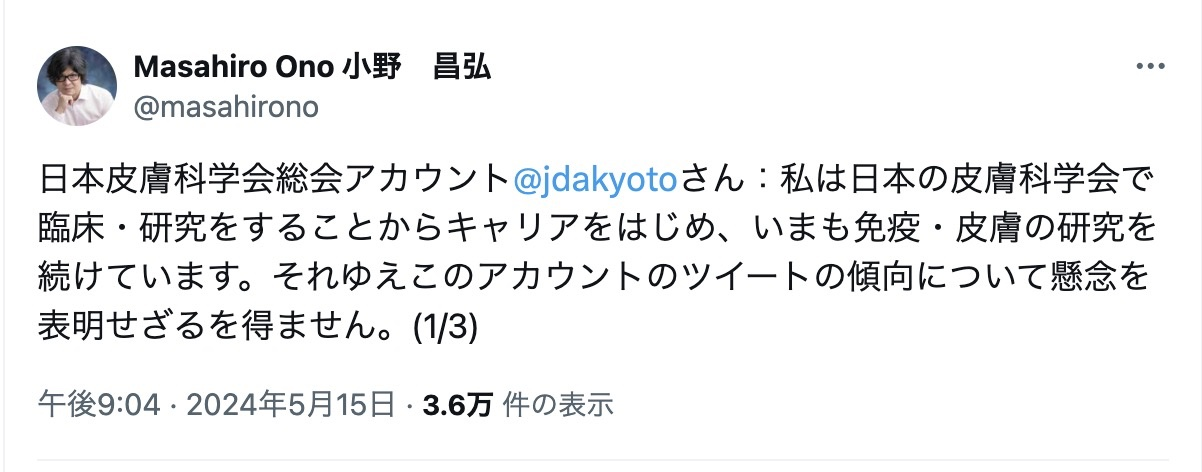 Masahiro Ono 小野　昌弘
@masahirono
日本皮膚科学会総会アカウント@jdakyotoさん：私は日本の皮膚科学会で
臨床・研究をすることからキャリアをはじめ、いまも免疫・皮膚の研究を
続けています。それゆえこのアカウントのツイートの傾向について懸念を
表明せざるを得ません。(1/3)
午後9:04 · 2024年5月15日 · 3.6万 件の表示